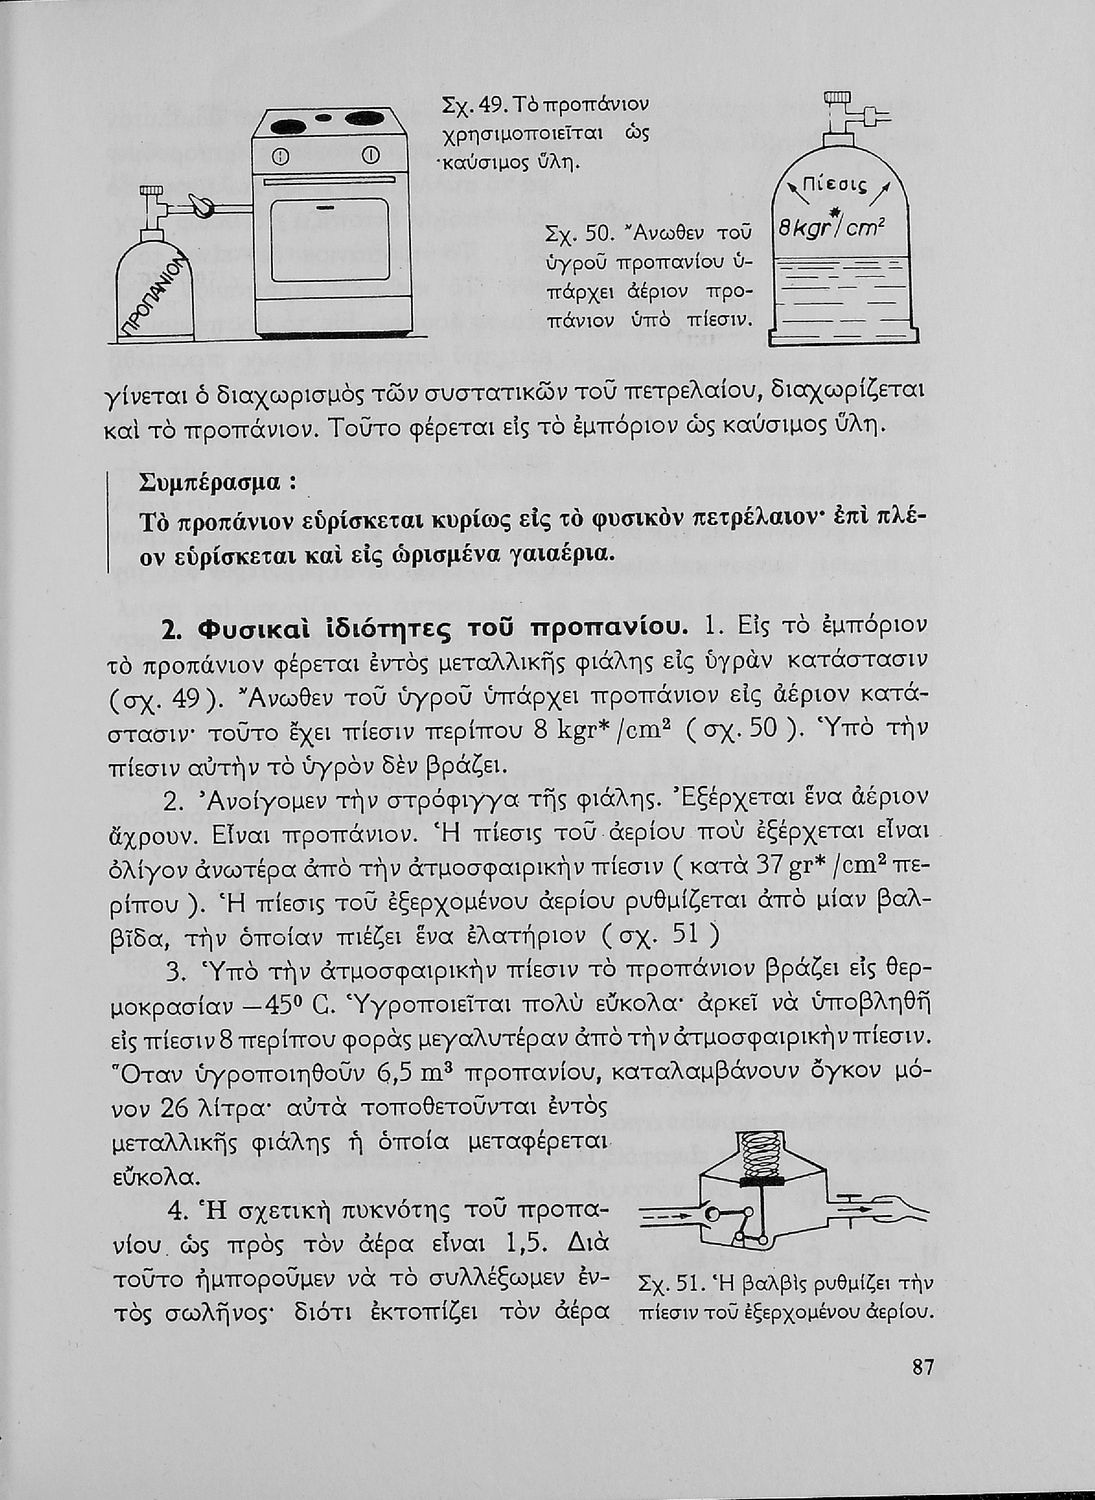 Σχ. 49. Τὸ προπάνιον
χρησιμοποιεῖται ὡς
καύσιμος ὕλη.
ΠΡΟΠΑΝΙΟΝ
Πίεσις
8 kgr*/cm²
Σχ. 50. Ἄνωθεν τοῦ
ὑγροῦ προπανίου ὑ-
πάρχει ἀέριον προ-
πάνιον ὑπὸ πίεσιν.
γίνεται ὁ διαχωρισμὸς τῶν συστατικῶν τοῦ πετρελαίου, διαχωρίζεται
καὶ τὸ προπάνιον. Τοῦτο φέρεται εἰς τὸ ἐμπόριον ὡς καύσιμος ὕλη.
Συμπέρασμα :
Τὸ προπάνιον εὑρίσκεται κυρίως εἰς τὸ φυσικὸν πετρέλαιον· ἐπὶ πλέ-
ον εὑρίσκεται καὶ εἰς ὡρισμένα γαιαέρια.
2. Φυσικαὶ ἰδιότητες τοῦ προπανίου. 1. Εἰς τὸ ἐμπόριον
τὸ προπάνιον φέρεται ἐντὸς μεταλλικῆς φιάλης εἰς ὑγρὰν κατάστασιν
(σχ. 49 ). Ἄνωθεν τοῦ ὑγροῦ ὑπάρχει προπάνιον εἰς ἀέριον κατά-
στασιν· τοῦτο ἔχει πίεσιν περίπου 8 kgr* /cm² ( σχ. 50 ). Ὑπὸ τὴν
πίεσιν αὐτὴν τὸ ὑγρὸν δὲν βράζει.
2. Ἀνοίγομεν τὴν στρόφιγγα τῆς φιάλης. Ἐξέρχεται ἕνα ἀέριον
ἄχρουν. Εἶναι προπάνιον. Ἡ πίεσις τοῦ ἀερίου ποὺ ἐξέρχεται εἶναι
ὀλίγον ἀνωτέρα ἀπὸ τὴν ἀτμοσφαιρικὴν πίεσιν ( κατὰ 37 gr* /cm² πε-
ρίπου ). Ἡ πίεσις τοῦ ἐξερχομένου ἀερίου ρυθμίζεται ἀπὸ μίαν βαλ-
βῖδα, τὴν ὁποίαν πιέζει ἕνα ἐλατήριον ( σχ. 51 )
3. Ὑπὸ τὴν ἀτμοσφαιρικὴν πίεσιν τὸ προπάνιον βράζει εἰς θερ-
μοκρασίαν —45⁰ C. Ὑγροποιεῖται πολὺ εὔκολα· ἀρκεῖ νὰ ὑποβληθῇ
εἰς πίεσιν 8 περίπου φορὰς μεγαλυτέραν ἀπὸ τὴν ἀτμοσφαιρικὴν πίεσιν.
Ὅταν ὑγροποιηθοῦν 6,5 m³ προπανίου, καταλαμβάνουν ὄγκον μό-
νον 26 λίτρα· αὐτὰ τοποθετοῦνται ἐντὸς
μεταλλικῆς φιάλης ἡ ὁποία μεταφέρεται
εὔκολα.
4. Ἡ σχετικὴ πυκνότης τοῦ προπα-
νίου ὡς πρὸς τὸν ἀέρα εἶναι 1,5. Διὰ
τοῦτο ἠμποροῦμεν νὰ τὸ συλλέξωμεν ἐν-
τὸς σωλῆνος· διότι ἐκτοπίζει τὸν ἀέρα
Σχ. 51. Ἡ βαλβὶς ρυθμίζει τὴν
πίεσιν τοῦ ἐξερχομένου ἀερίου.
87